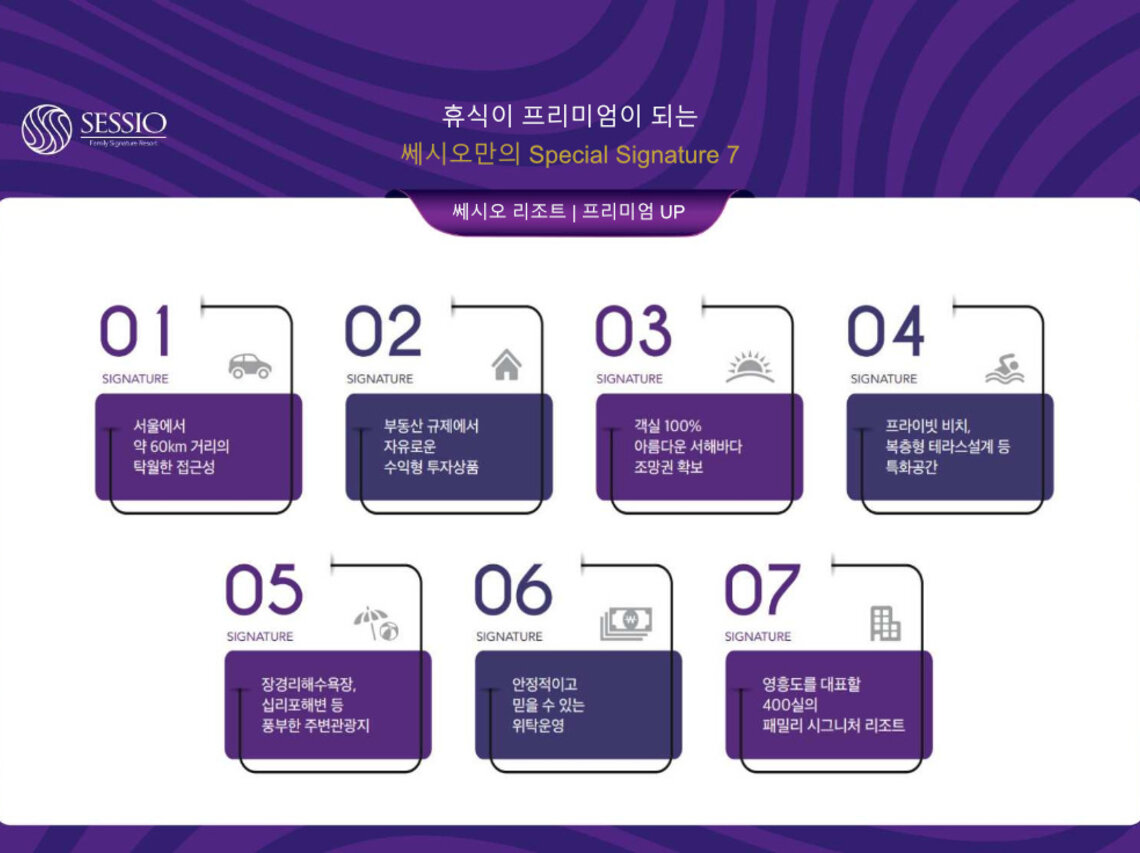 SESSIO
Family Signature Resort
휴식이 프리미엄이 되는
쎄시오만의 Special Signature 7
쎄시오 리조트 | 프리미엄 UP
01
SIGNATURE
서울에서
약 60km 거리의
탁월한 접근성
02
SIGNATURE
부동산 규제에서
자유로운
수익형 투자상품
03
SIGNATURE
객실 100%
아름다운 서해바다
조망권 확보
04
SIGNATURE
프라이빗 비치,
복층형 테라스설계 등
특화공간
05
SIGNATURE
장경리해수욕장,
십리포해변 등
풍부한 주변관광지
06
SIGNATURE
안정적이고
믿을 수 있는
위탁운영
07
SIGNATURE
영흥도를 대표할
400실의
패밀리 시그니처 리조트